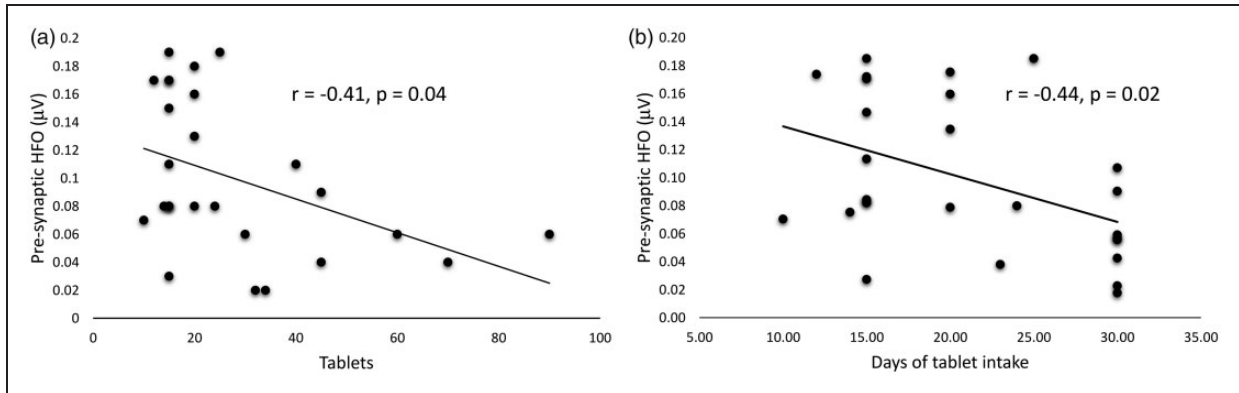 (a)
0.2
0.18
0.16
0.14
0.12
0.1
0.08
0.06
0.04
0.02
0
Pre-synaptic HFO (μV)
r = -0.41, p = 0.04
0 20 40 60 80 100
Tablets
(b)
0.20
0.18
0.16
0.14
0.12
0.10
0.08
0.06
0.04
0.02
0.00
Pre-synaptic HFO (μV)
r = -0.44, p = 0.02
5.00 10.00 15.00 20.00 25.00 30.00 35.00
Days of tablet intake